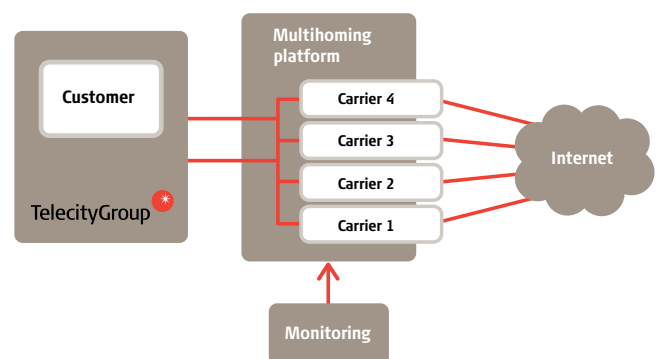 Customer
TelecityGroup
Multihoming
platform
Carrier 4
Carrier 3
Carrier 2
Carrier 1
Internet
Monitoring